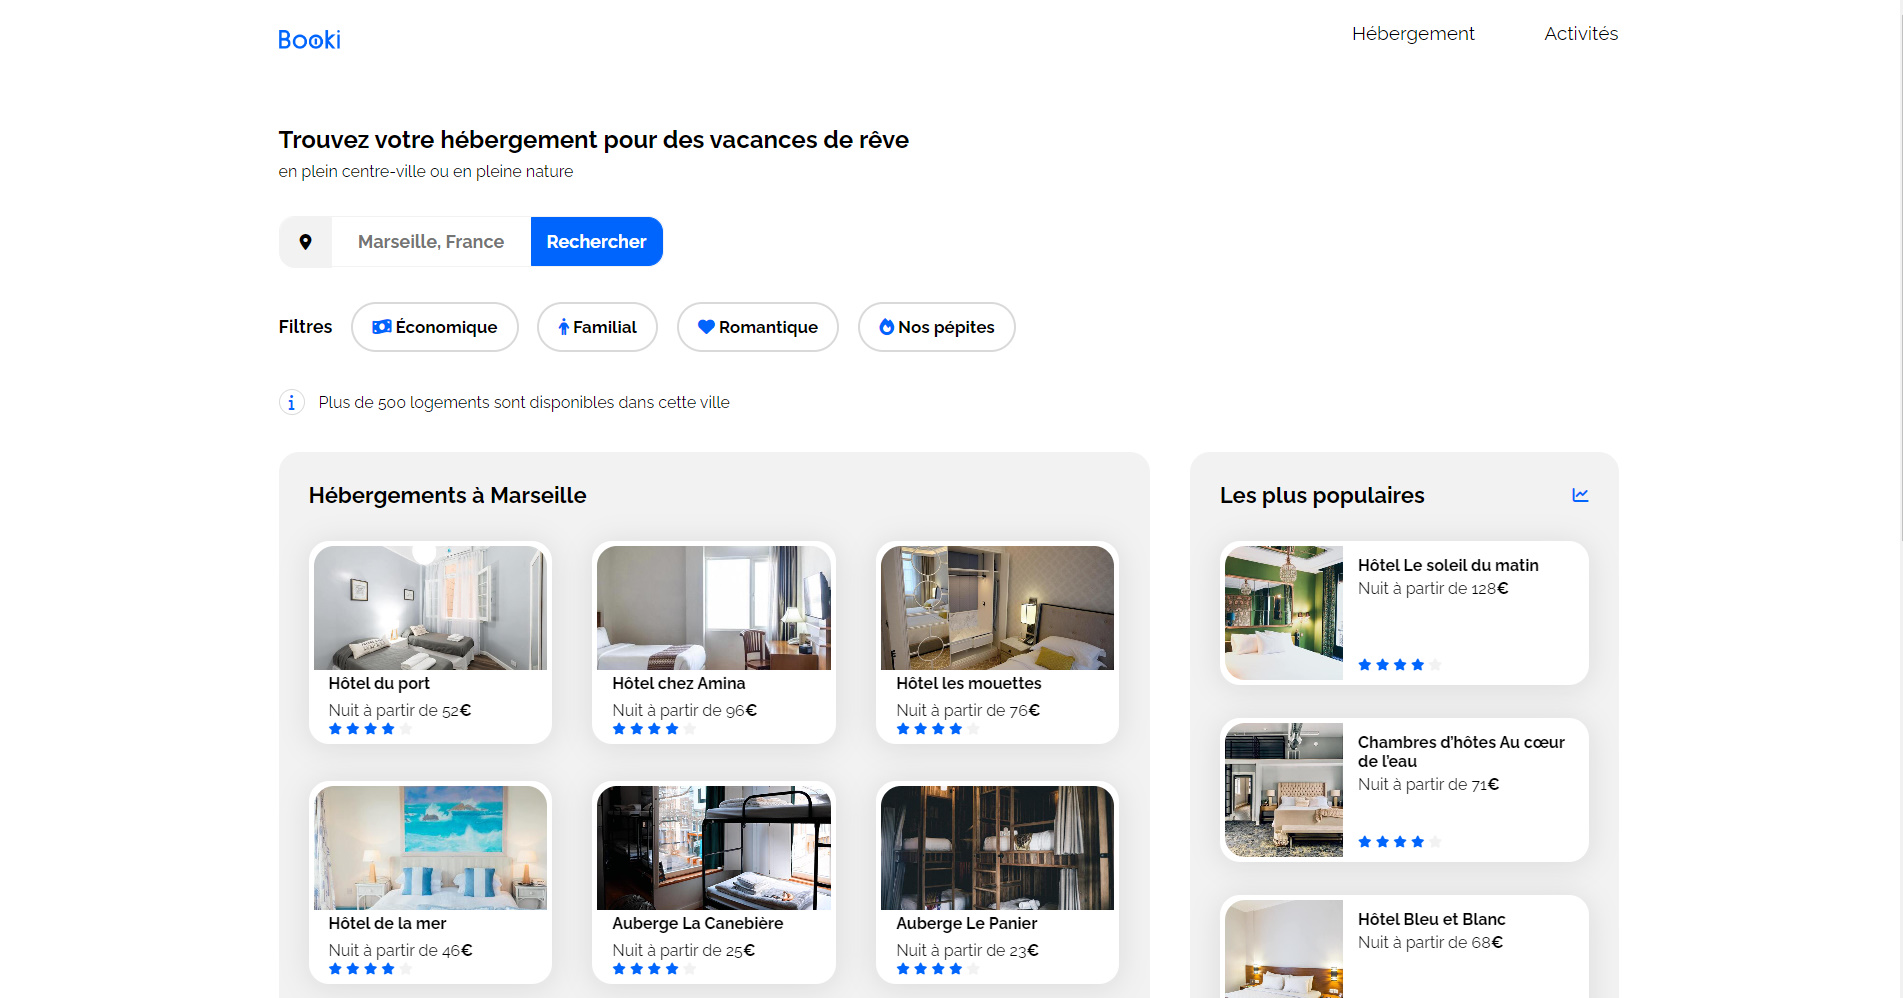 Booki
Hébergement
Activités
Trouvez votre hébergement pour des vacances de rêve
en plein centre-ville ou en pleine nature
Marseille, France
Rechercher
Filtres
Économique
Familial
Romantique
Nos pépites
Plus de 500 logements sont disponibles dans cette ville
Hébergements à Marseille
Hôtel du port
Nuit à partir de 52€
Hôtel chez Amina
Nuit à partir de 96€
Hôtel les mouettes
Nuit à partir de 76€
Hôtel de la mer
Nuit à partir de 46€
Auberge La Canebière
Nuit à partir de 25€
Auberge Le Panier
Nuit à partir de 23€
Les plus populaires
Hôtel Le soleil du matin
Nuit à partir de 128€
Chambres d'hôtes Au cœur
de l'eau
Nuit à partir de 71€
Hôtel Bleu et Blanc
Nuit à partir de 68€